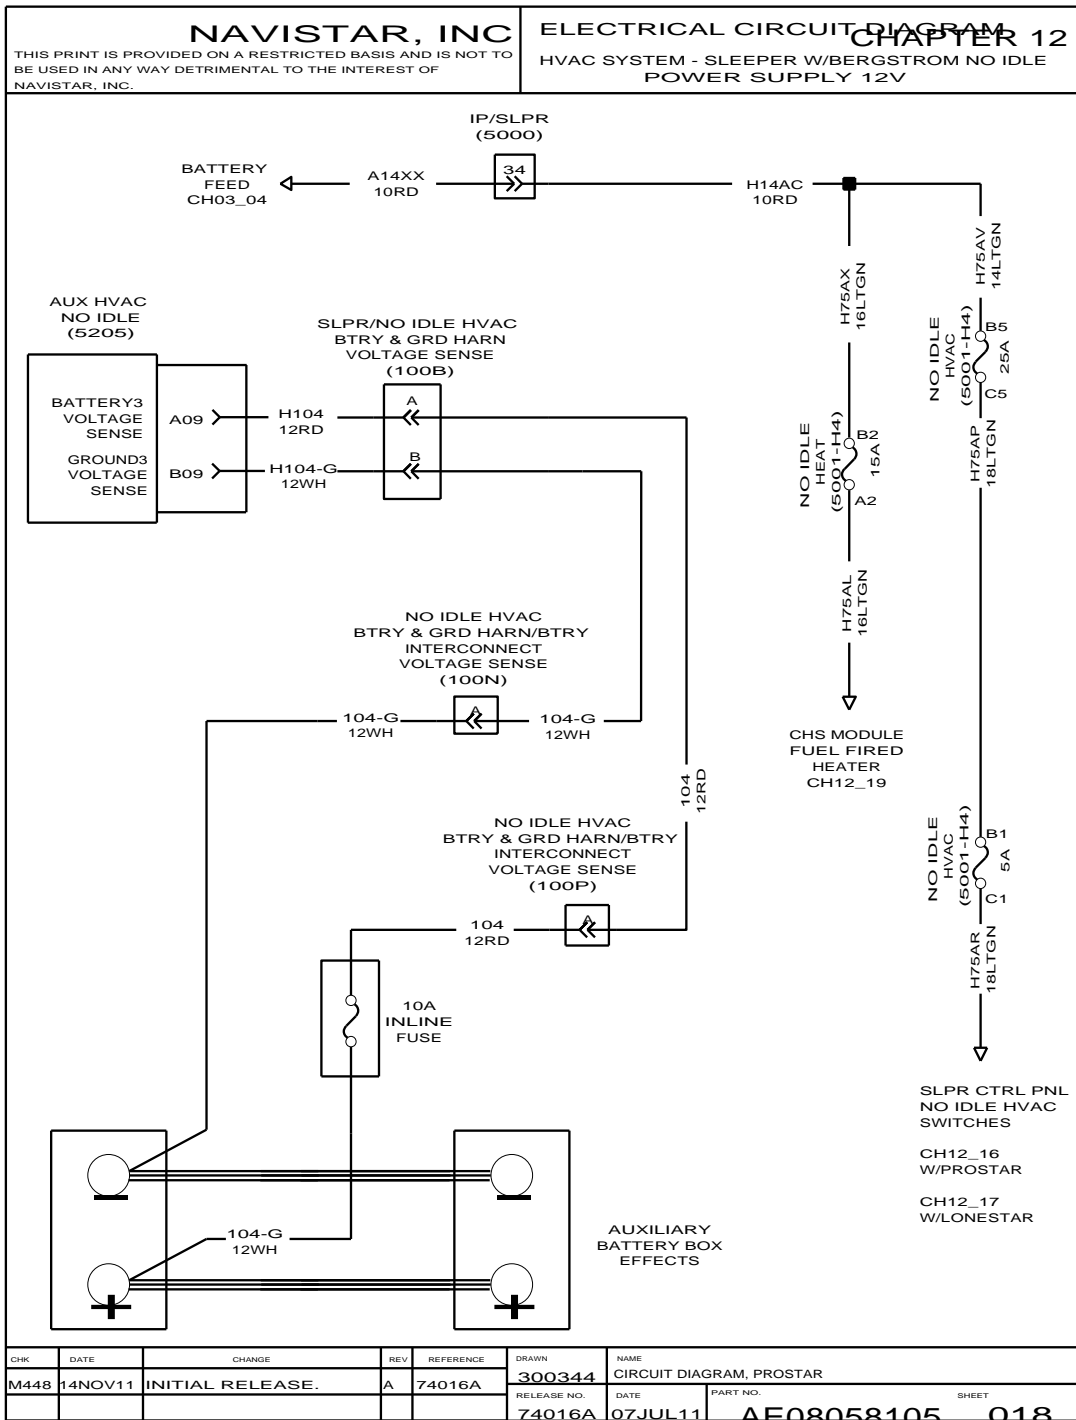 NAVISTAR, INC
THIS PRINT IS PROVIDED ON A RESTRICTED BASIS AND IS NOT TO
BE USED IN ANY WAY DETRIMENTAL TO THE INTEREST OF
NAVISTAR, INC.
ELECTRICAL CIRCUIT DIAGRAM
CHAPTER 12
HVAC SYSTEM - SLEEPER W/BERGSTROM NO IDLE
POWER SUPPLY 12V
IP/SLPR
(5000)
34
BATTERY
FEED
CH03_04
A14XX
10RD
H14AC
10RD
H75AX
16LTGN
H75AV
14LTGN
NO IDLE
HVAC
(5001-H4)
B5
25A
C5
H75AP
18LTGN
NO IDLE
HEAT
(5001-H4)
B2
15A
A2
H75AL
16LTGN
CHS MODULE
FUEL FIRED
HEATER
CH12_19
NO IDLE
HVAC
(5001-H4)
B1
5A
C1
H75AR
18LTGN
SLPR CTRL PNL
NO IDLE HVAC
SWITCHES
CH12_16
W/PROSTAR
CH12_17
W/LONESTAR
AUX HVAC
NO IDLE
(5205)
BATTERY3
VOLTAGE
SENSE
A09
GROUND3
VOLTAGE
SENSE
B09
H104
12RD
H104-G
12WH
SLPR/NO IDLE HVAC
BTRY & GRD HARN
VOLTAGE SENSE
(100B)
A
B
NO IDLE HVAC
BTRY & GRD HARN/BTRY
INTERCONNECT
VOLTAGE SENSE
(100N)
A
104-G
12WH
104-G
12WH
104
12RD
NO IDLE HVAC
BTRY & GRD HARN/BTRY
INTERCONNECT
VOLTAGE SENSE
(100P)
A
104
12RD
10A
INLINE
FUSE
104-G
12WH
AUXILIARY
BATTERY BOX
EFFECTS
CHK DATE CHANGE REV REFERENCE
M448 14NOV11 INITIAL RELEASE. A 74016A
DRAWN
300344
NAME
CIRCUIT DIAGRAM, PROSTAR
RELEASE NO.
74016A
DATE
07JUL11
PART NO.
AE08058105
SHEET
018